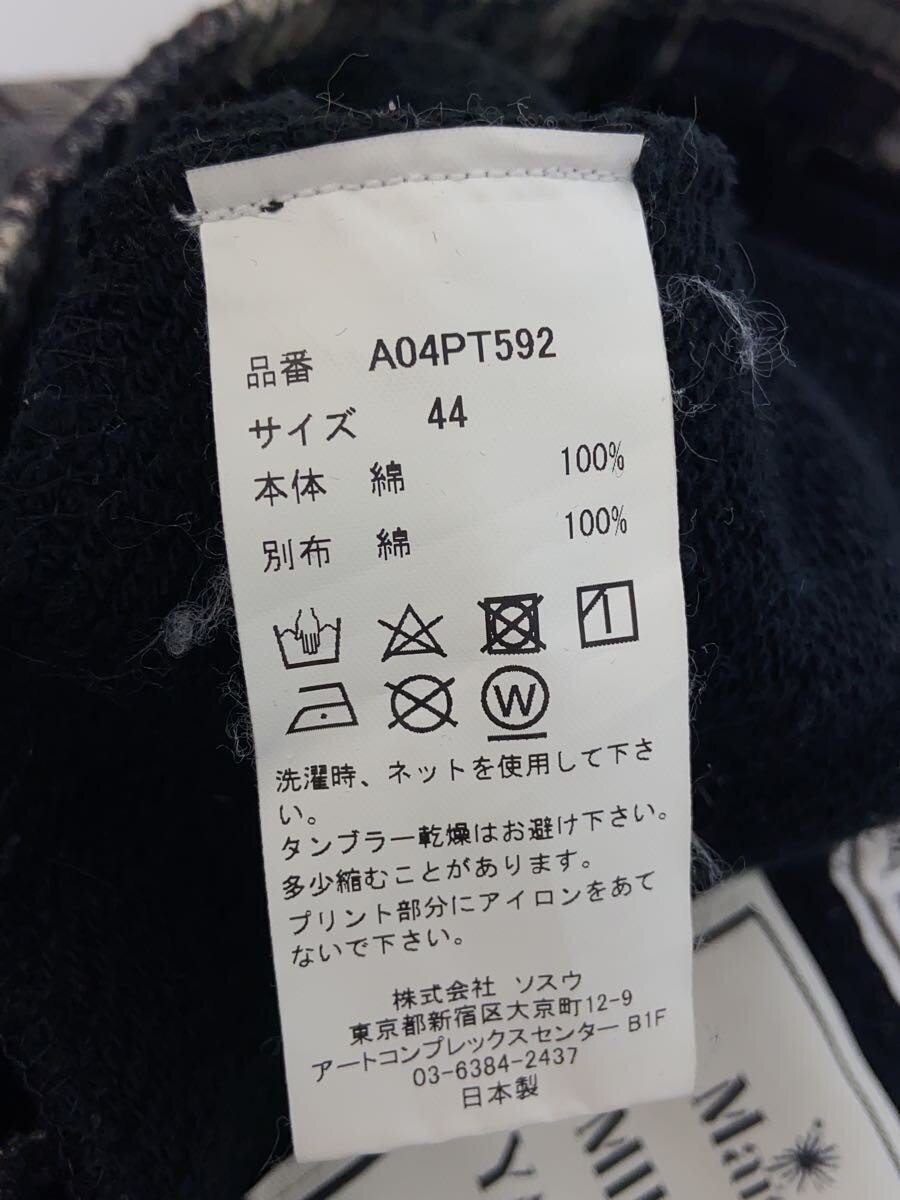 品番 A04PT592
サイズ 44
本体 綿 100%
別布 綿 100%
W
洗濯時、ネットを使用して下さ
い。
タンブラー乾燥はお避け下さい。
多少縮むことがあります。
プリント部分にアイロンをあて
ないで下さい。
株式会社 ソスウ
東京都新宿区大京町12-9
アートコンプレックスセンター B1F
03-6384-2437
日本製